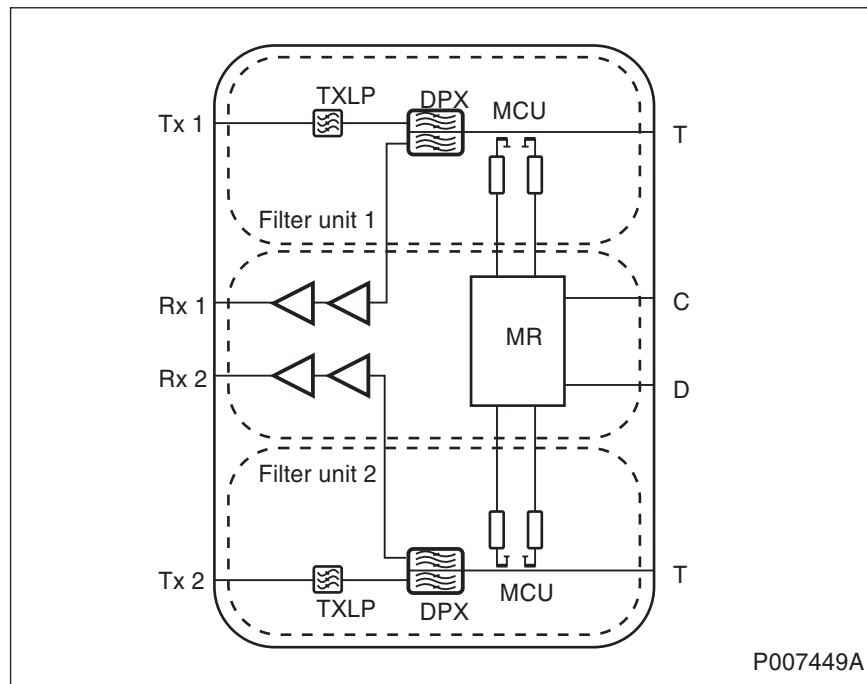 TXLP DPX MCU
Tx 1
T
Filter unit 1
Rx 1
C
MR
Rx 2
D
Filter unit 2
Tx 2
T
TXLP DPX MCU
P007449A